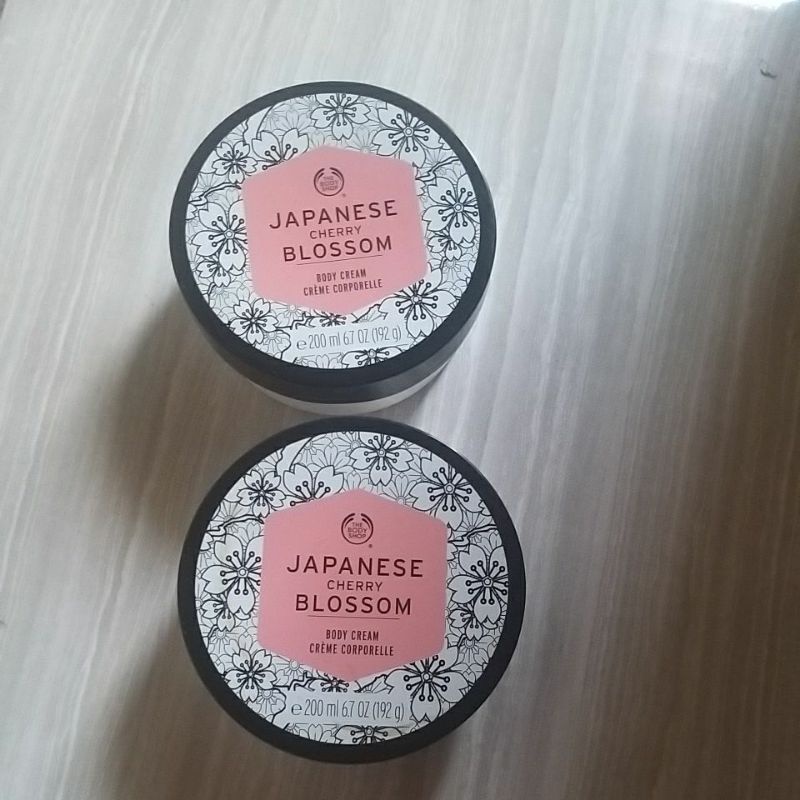 THE
BODY
SHOP
JAPANESE
CHERRY
BLOSSOM
BODY CREAM
CRÈME CORPORELLE
e 200 ml 6.7 OZ (192 g)
THE
BODY
SHOP
JAPANESE
CHERRY
BLOSSOM
BODY CREAM
CRÈME CORPORELLE
e 200 ml 6.7 OZ (192 g)